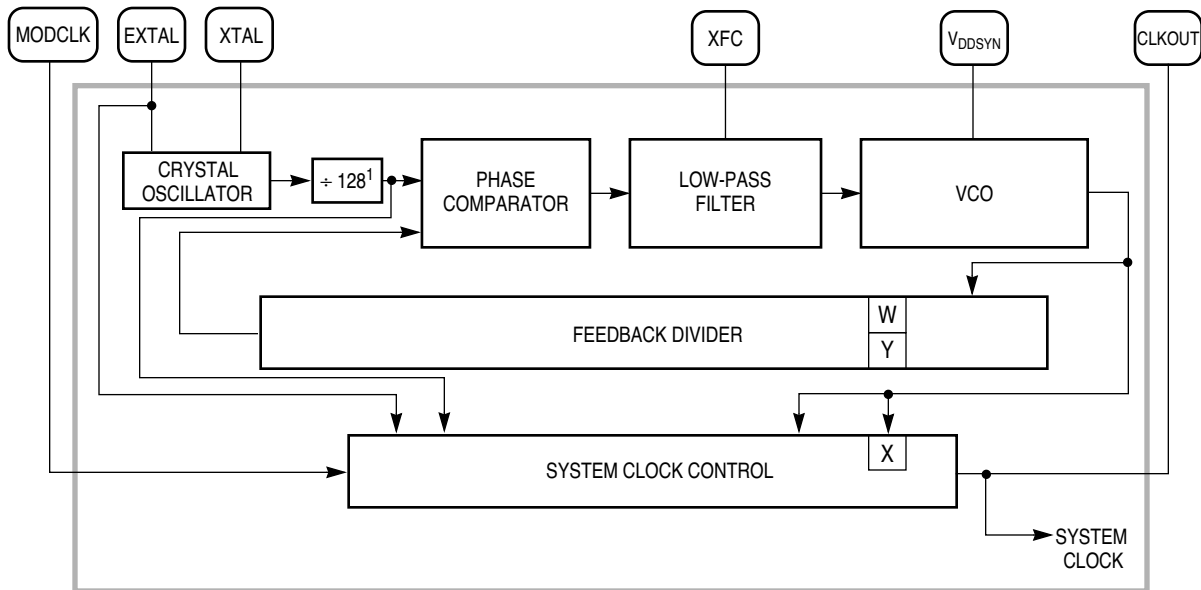 MODCLK
EXTAL
XTAL
XFC
VDDSYN
CLKOUT
CRYSTAL
OSCILLATOR
÷ 128¹
PHASE
COMPARATOR
LOW-PASS
FILTER
VCO
FEEDBACK DIVIDER
W
Y
SYSTEM CLOCK CONTROL
X
SYSTEM
CLOCK